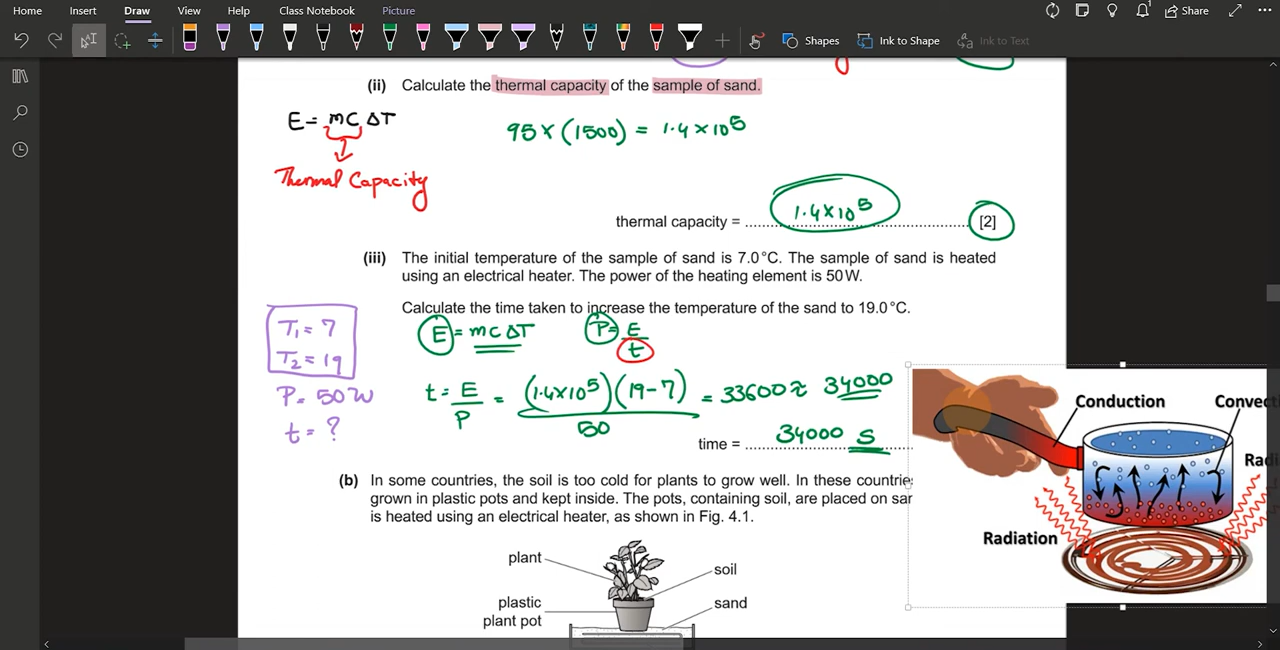 Home Insert Draw View Help Class Notebook Picture Share
Shapes Ink to Shape Ink to Text
(ii) Calculate the thermal capacity of the sample of sand.
E= mC ΔT
95 × (1500) = 1.4 × 10⁵
Thermal Capacity
thermal capacity = 1.4×10⁵ [2]
(iii) The initial temperature of the sample of sand is 7.0°C. The sample of sand is heated
using an electrical heater. The power of the heating element is 50W.
Calculate the time taken to increase the temperature of the sand to 19.0°C.
T₁ = 7
T₂ = 19
P = 50W
t = ?
E = mCΔT P = E/t
t = E/P = (1.4×10⁵)(19-7)/50 = 33600 ≈ 34000
time = 34000 s
Conduction
Convecti
Radi
Radiation
(b) In some countries, the soil is too cold for plants to grow well. In these countrie
grown in plastic pots and kept inside. The pots, containing soil, are placed on sar
is heated using an electrical heater, as shown in Fig. 4.1.
plant
soil
plastic
plant pot
sand